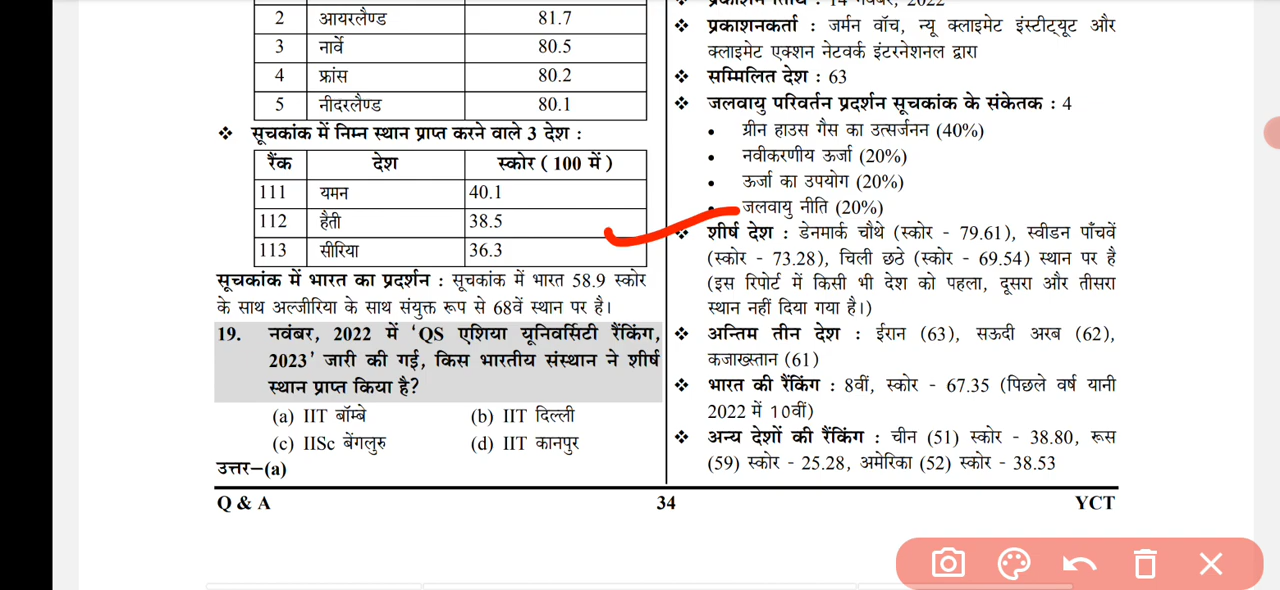 2 आयरलैण्ड 81.7
3 नार्वे 80.5
4 फ्रांस 80.2
5 नीदरलैण्ड 80.1
❖ सूचकांक में निम्न स्थान प्राप्त करने वाले 3 देश :
रैंक देश स्कोर ( 100 में )
111 यमन 40.1
112 हैती 38.5
113 सीरिया 36.3
सूचकांक में भारत का प्रदर्शन : सूचकांक में भारत 58.9 स्कोर
के साथ अल्जीरिया के साथ संयुक्त रूप से 68वें स्थान पर है।
19. नवंबर, 2022 में ‘QS एशिया यूनिवर्सिटी रैंकिंग,
2023’ जारी की गई, किस भारतीय संस्थान ने शीर्ष
स्थान प्राप्त किया है?
(a) IIT बॉम्बे (b) IIT दिल्ली
(c) IISc बेंगलुरु (d) IIT कानपुर
उत्तर–(a)
❖ प्रकाशन तिथि : 14 नवंबर, 2022
❖ प्रकाशनकर्ता : जर्मन वॉच, न्यू क्लाइमेट इंस्टीट्यूट और
क्लाइमेट एक्शन नेटवर्क इंटरनेशनल द्वारा
❖ सम्मिलित देश : 63
❖ जलवायु परिवर्तन प्रदर्शन सूचकांक के संकेतक : 4
• ग्रीन हाउस गैस का उत्सर्जनन (40%)
• नवीकरणीय ऊर्जा (20%)
• ऊर्जा का उपयोग (20%)
• जलवायु नीति (20%)
❖ शीर्ष देश : डेनमार्क चौथे (स्कोर - 79.61), स्वीडन पाँचवें
(स्कोर - 73.28), चिली छठे (स्कोर - 69.54) स्थान पर है
(इस रिपोर्ट में किसी भी देश को पहला, दूसरा और तीसरा
स्थान नहीं दिया गया है।)
❖ अन्तिम तीन देश : ईरान (63), सऊदी अरब (62),
कजाख्स्तान (61)
❖ भारत की रैंकिंग : 8वीं, स्कोर - 67.35 (पिछले वर्ष यानी
2022 में 10वीं)
❖ अन्य देशों की रैंकिंग : चीन (51) स्कोर - 38.80, रूस
(59) स्कोर - 25.28, अमेरिका (52) स्कोर - 38.53
Q & A 34 YCT